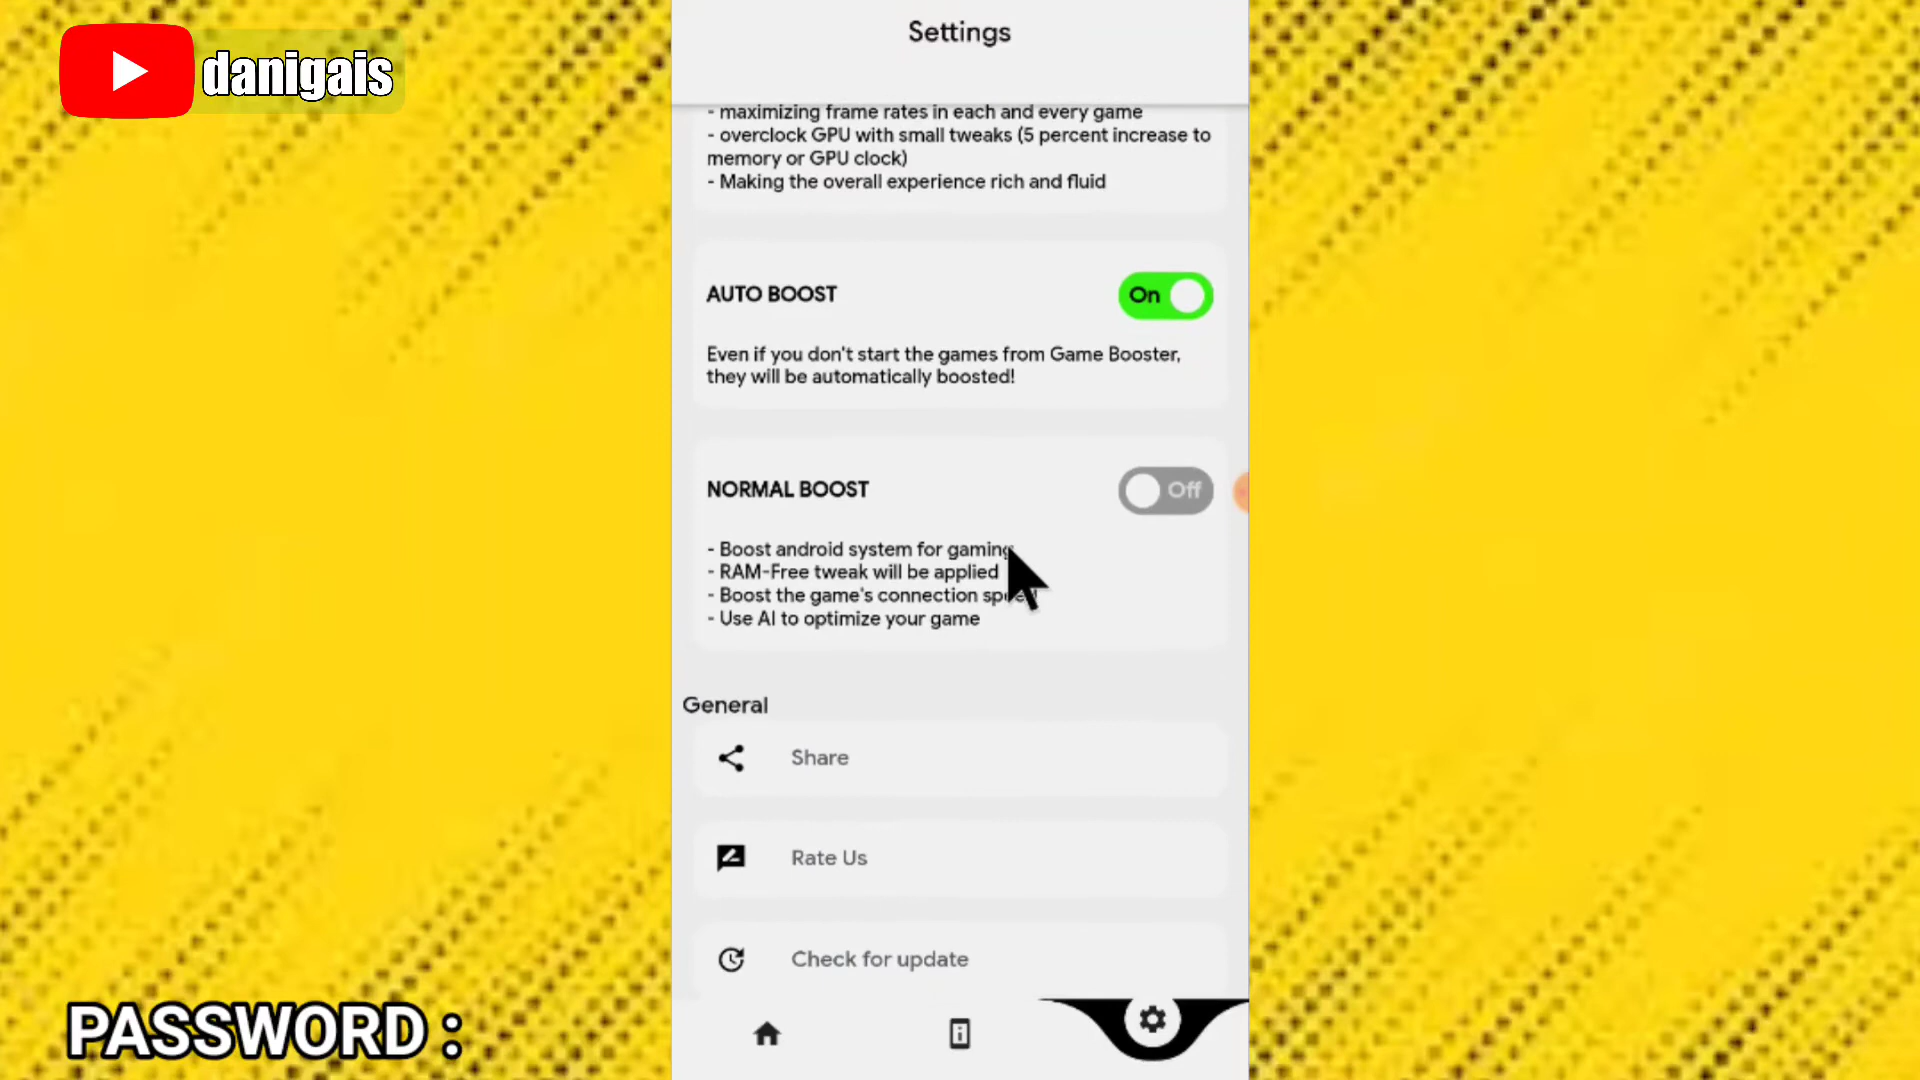 danigais
Settings
- maximizing frame rates in each and every game
- overclock GPU with small tweaks (5 percent increase to
memory or GPU clock)
- Making the overall experience rich and fluid
AUTO BOOST
On
Even if you don't start the games from Game Booster,
they will be automatically boosted!
NORMAL BOOST
Off
- Boost android system for gaming
- RAM-Free tweak will be applied
- Boost the game's connection speed
- Use AI to optimize your game
General
Share
Rate Us
Check for update
PASSWORD :